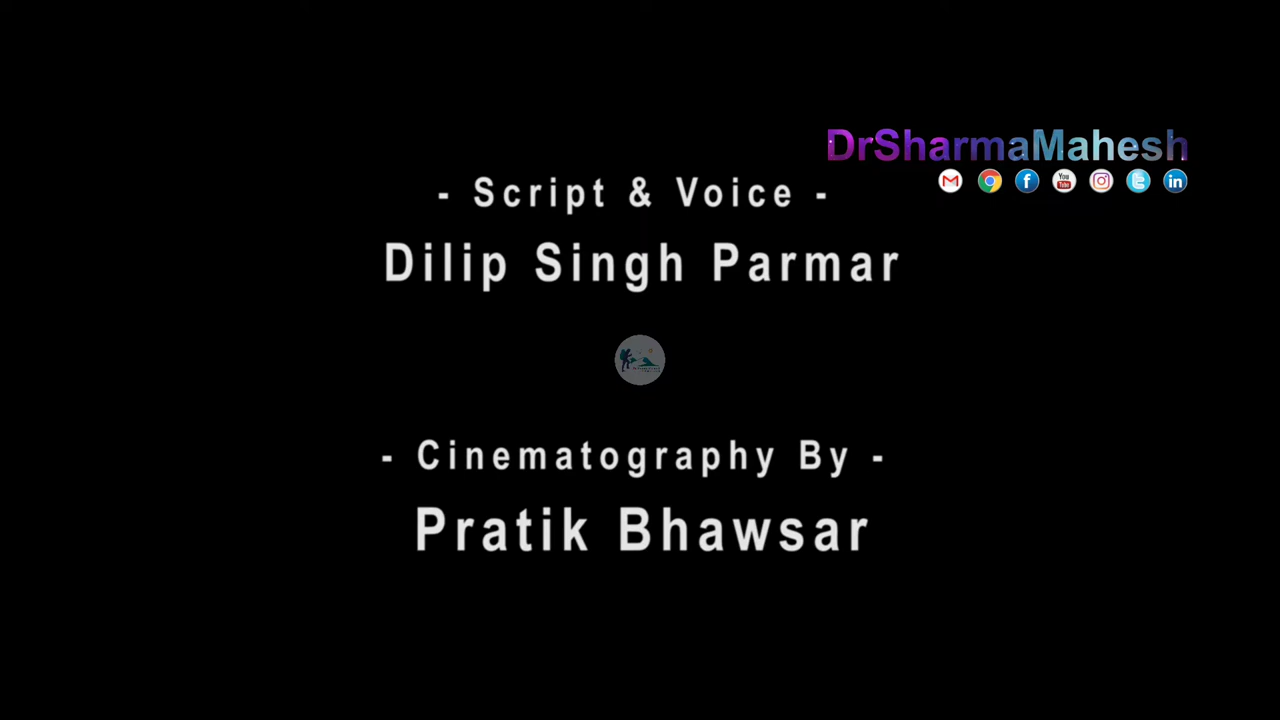 DrSharmaMahesh
- Script & Voice -
Dilip Singh Parmar
- Cinematography By -
Pratik Bhawsar